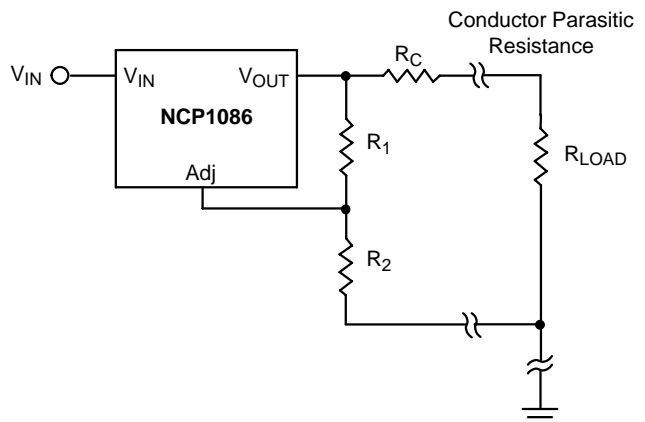 Conductor Parasitic
Resistance
V_IN
V_IN
V_OUT
R_C
NCP1086
R_1
R_LOAD
Adj
R_2